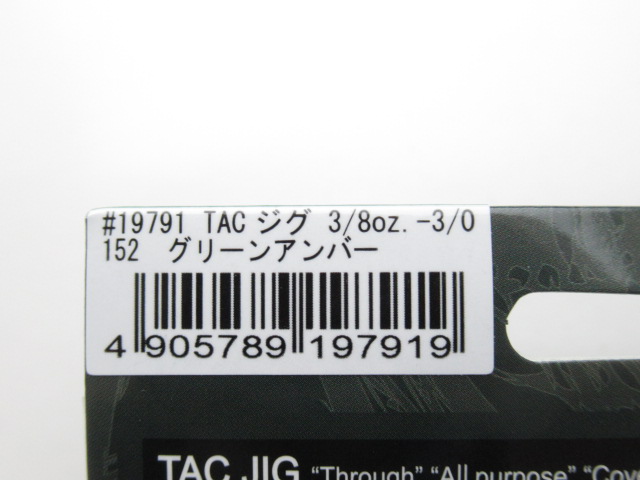 #19791 TAC ジグ 3/8oz. -3/0
152 グリーンアンバー
4 905789 197919
TAC JIG "Through" "All purpose"